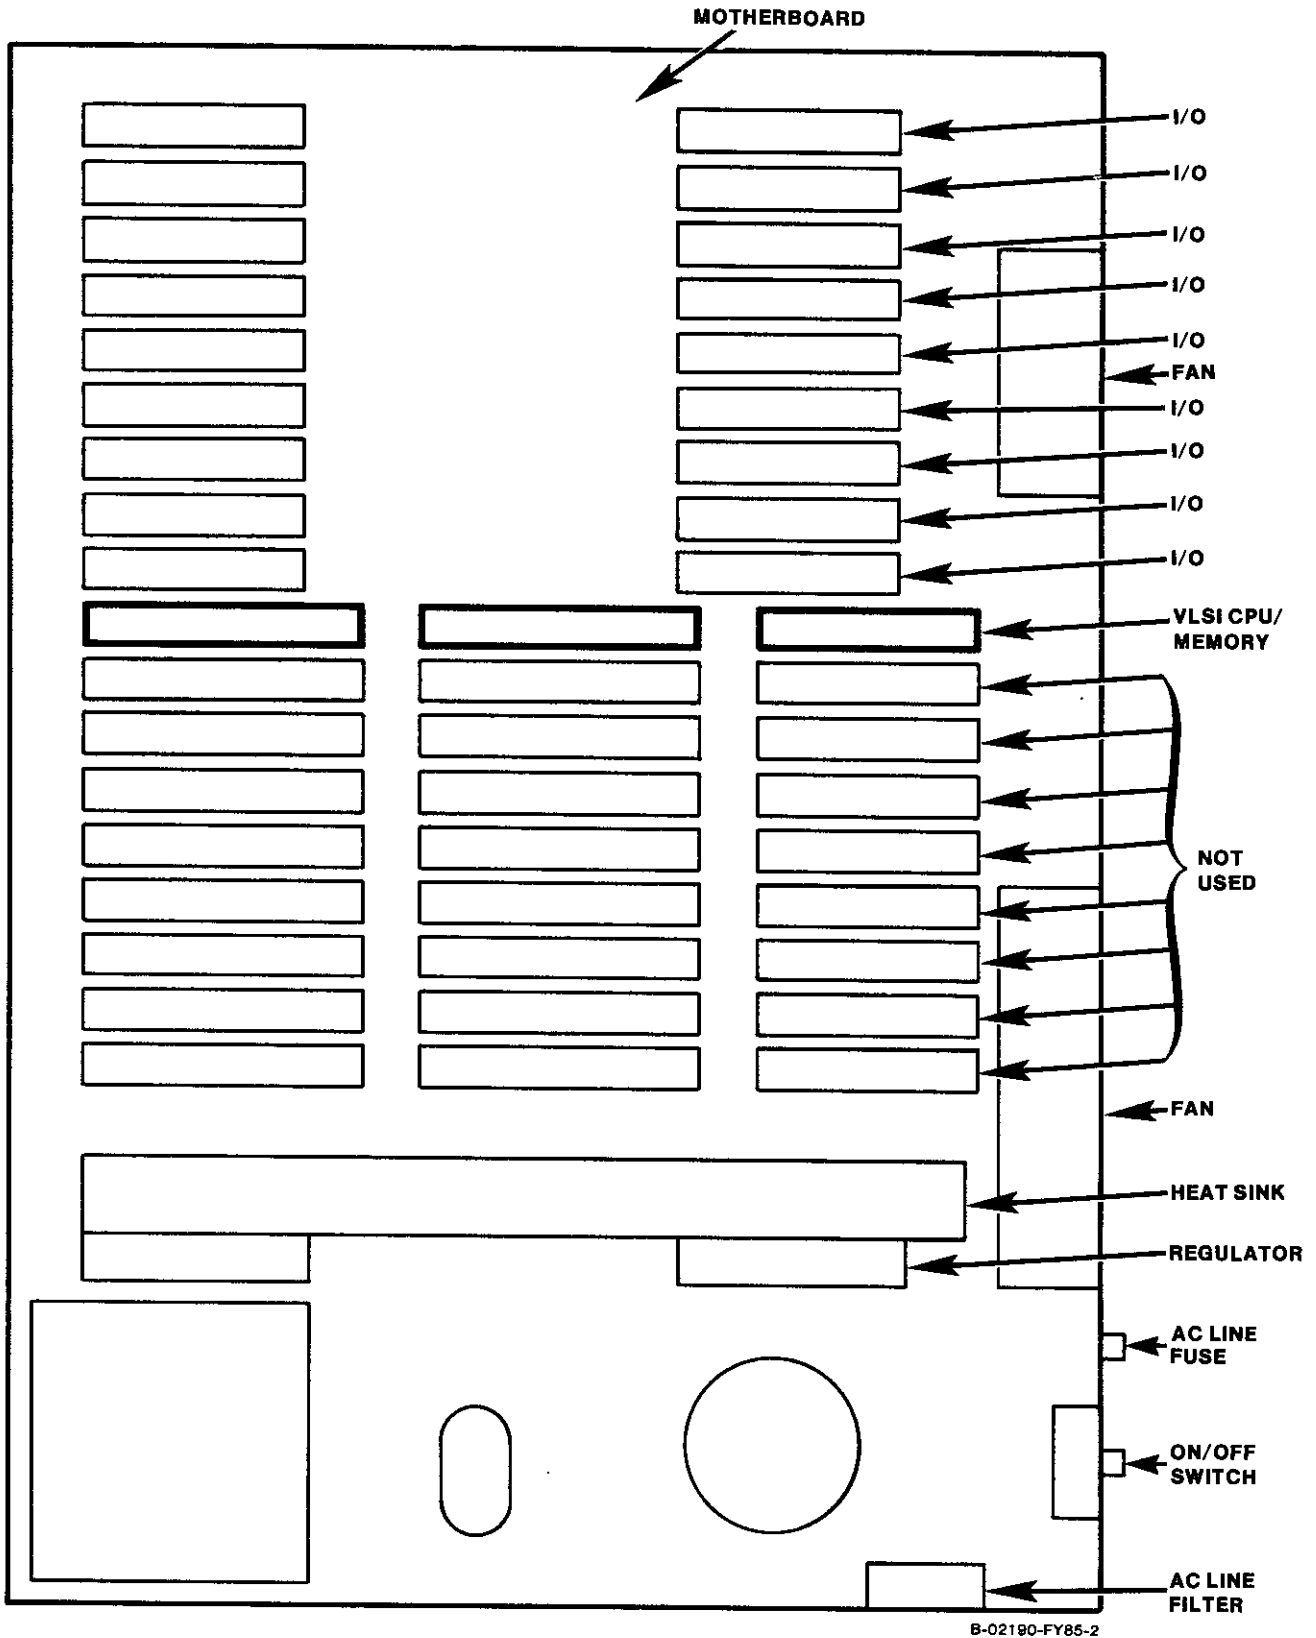 MOTHERBOARD
I/O
I/O
I/O
I/O
I/O
FAN
I/O
I/O
I/O
I/O
VLSI CPU/
MEMORY
NOT
USED
FAN
HEAT SINK
REGULATOR
AC LINE
FUSE
ON/OFF
SWITCH
AC LINE
FILTER
B-02190-FY85-2